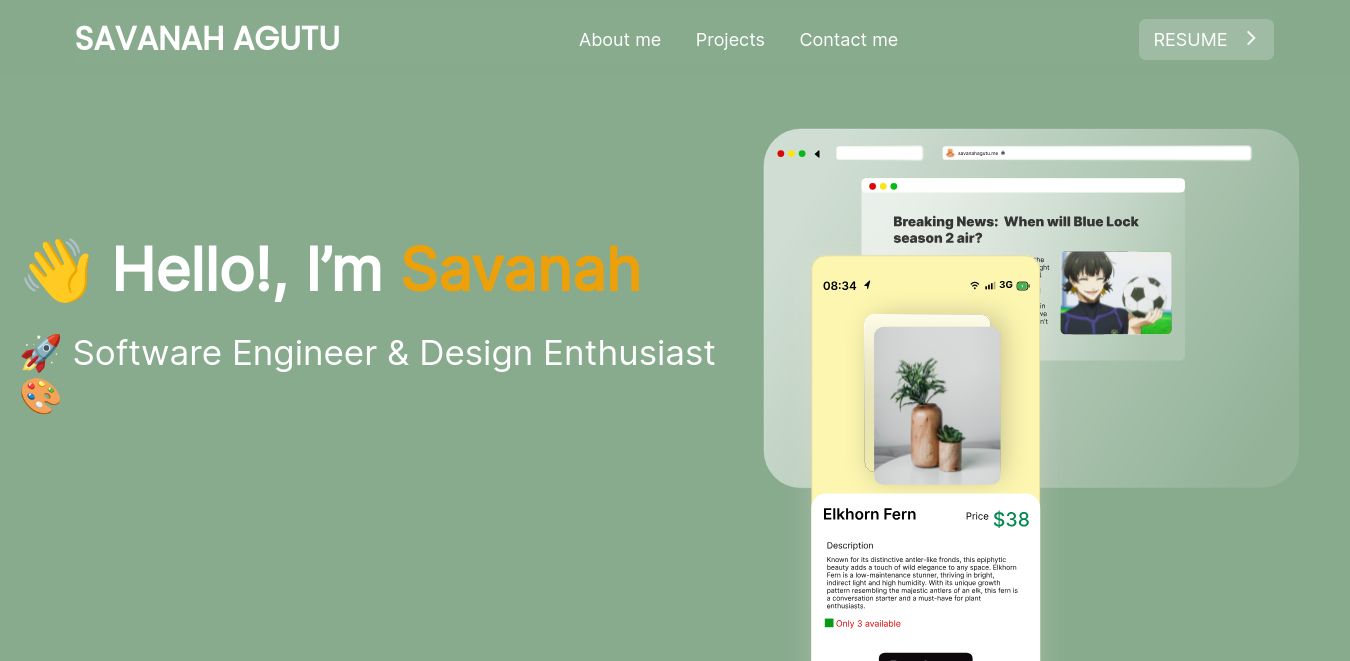 SAVANAH AGUTU
About me
Projects
Contact me
RESUME
👋 Hello!, I’m Savanah
🚀 Software Engineer & Design Enthusiast
🎨
savanahagutu.me
Breaking News: When will Blue Lock
season 2 air?
08:34
3G
Elkhorn Fern
Price $38
Description
Known for its distinctive antler-like fronds, this epiphytic
beauty adds a touch of wild elegance to any space. Elkhorn
Fern is a low-maintenance stunner, thriving in bright,
indirect light and high humidity. With its unique growth
pattern resembling the majestic antlers of an elk, this fern is
a conversation starter and a must-have for plant
enthusiasts.
Only 3 available